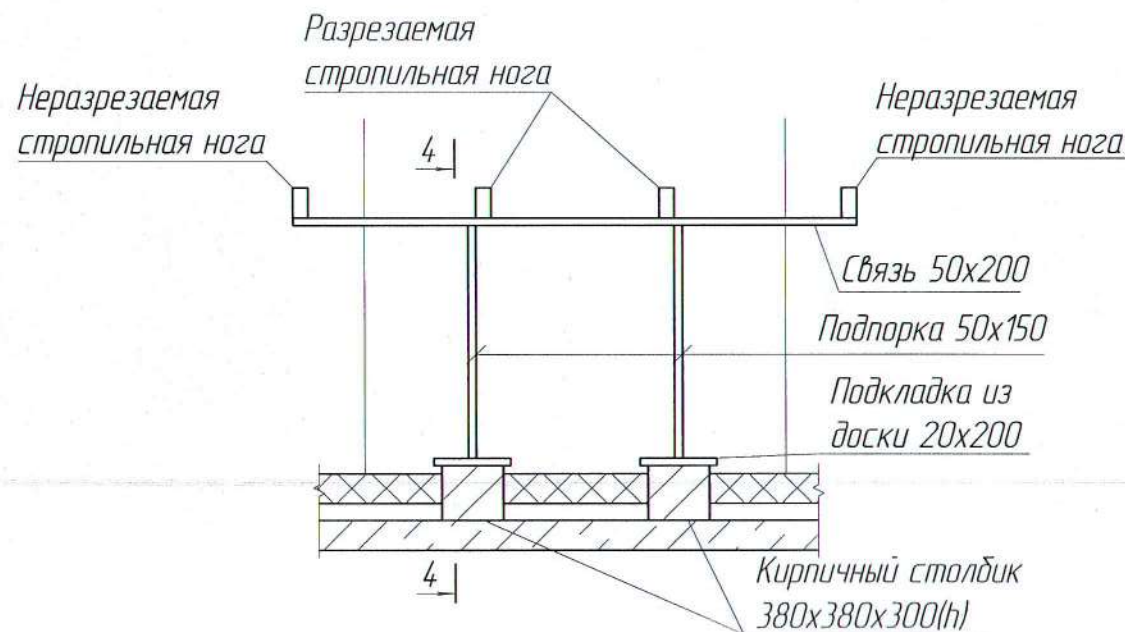 Разрезаемая
стропильная нога
Неразрезаемая
стропильная нога
Неразрезаемая
стропильная нога
4
Связь 50х200
Подпорка 50х150
Подкладка из
доски 20х200
4
Кирпичный столбик
380х380х300(h)